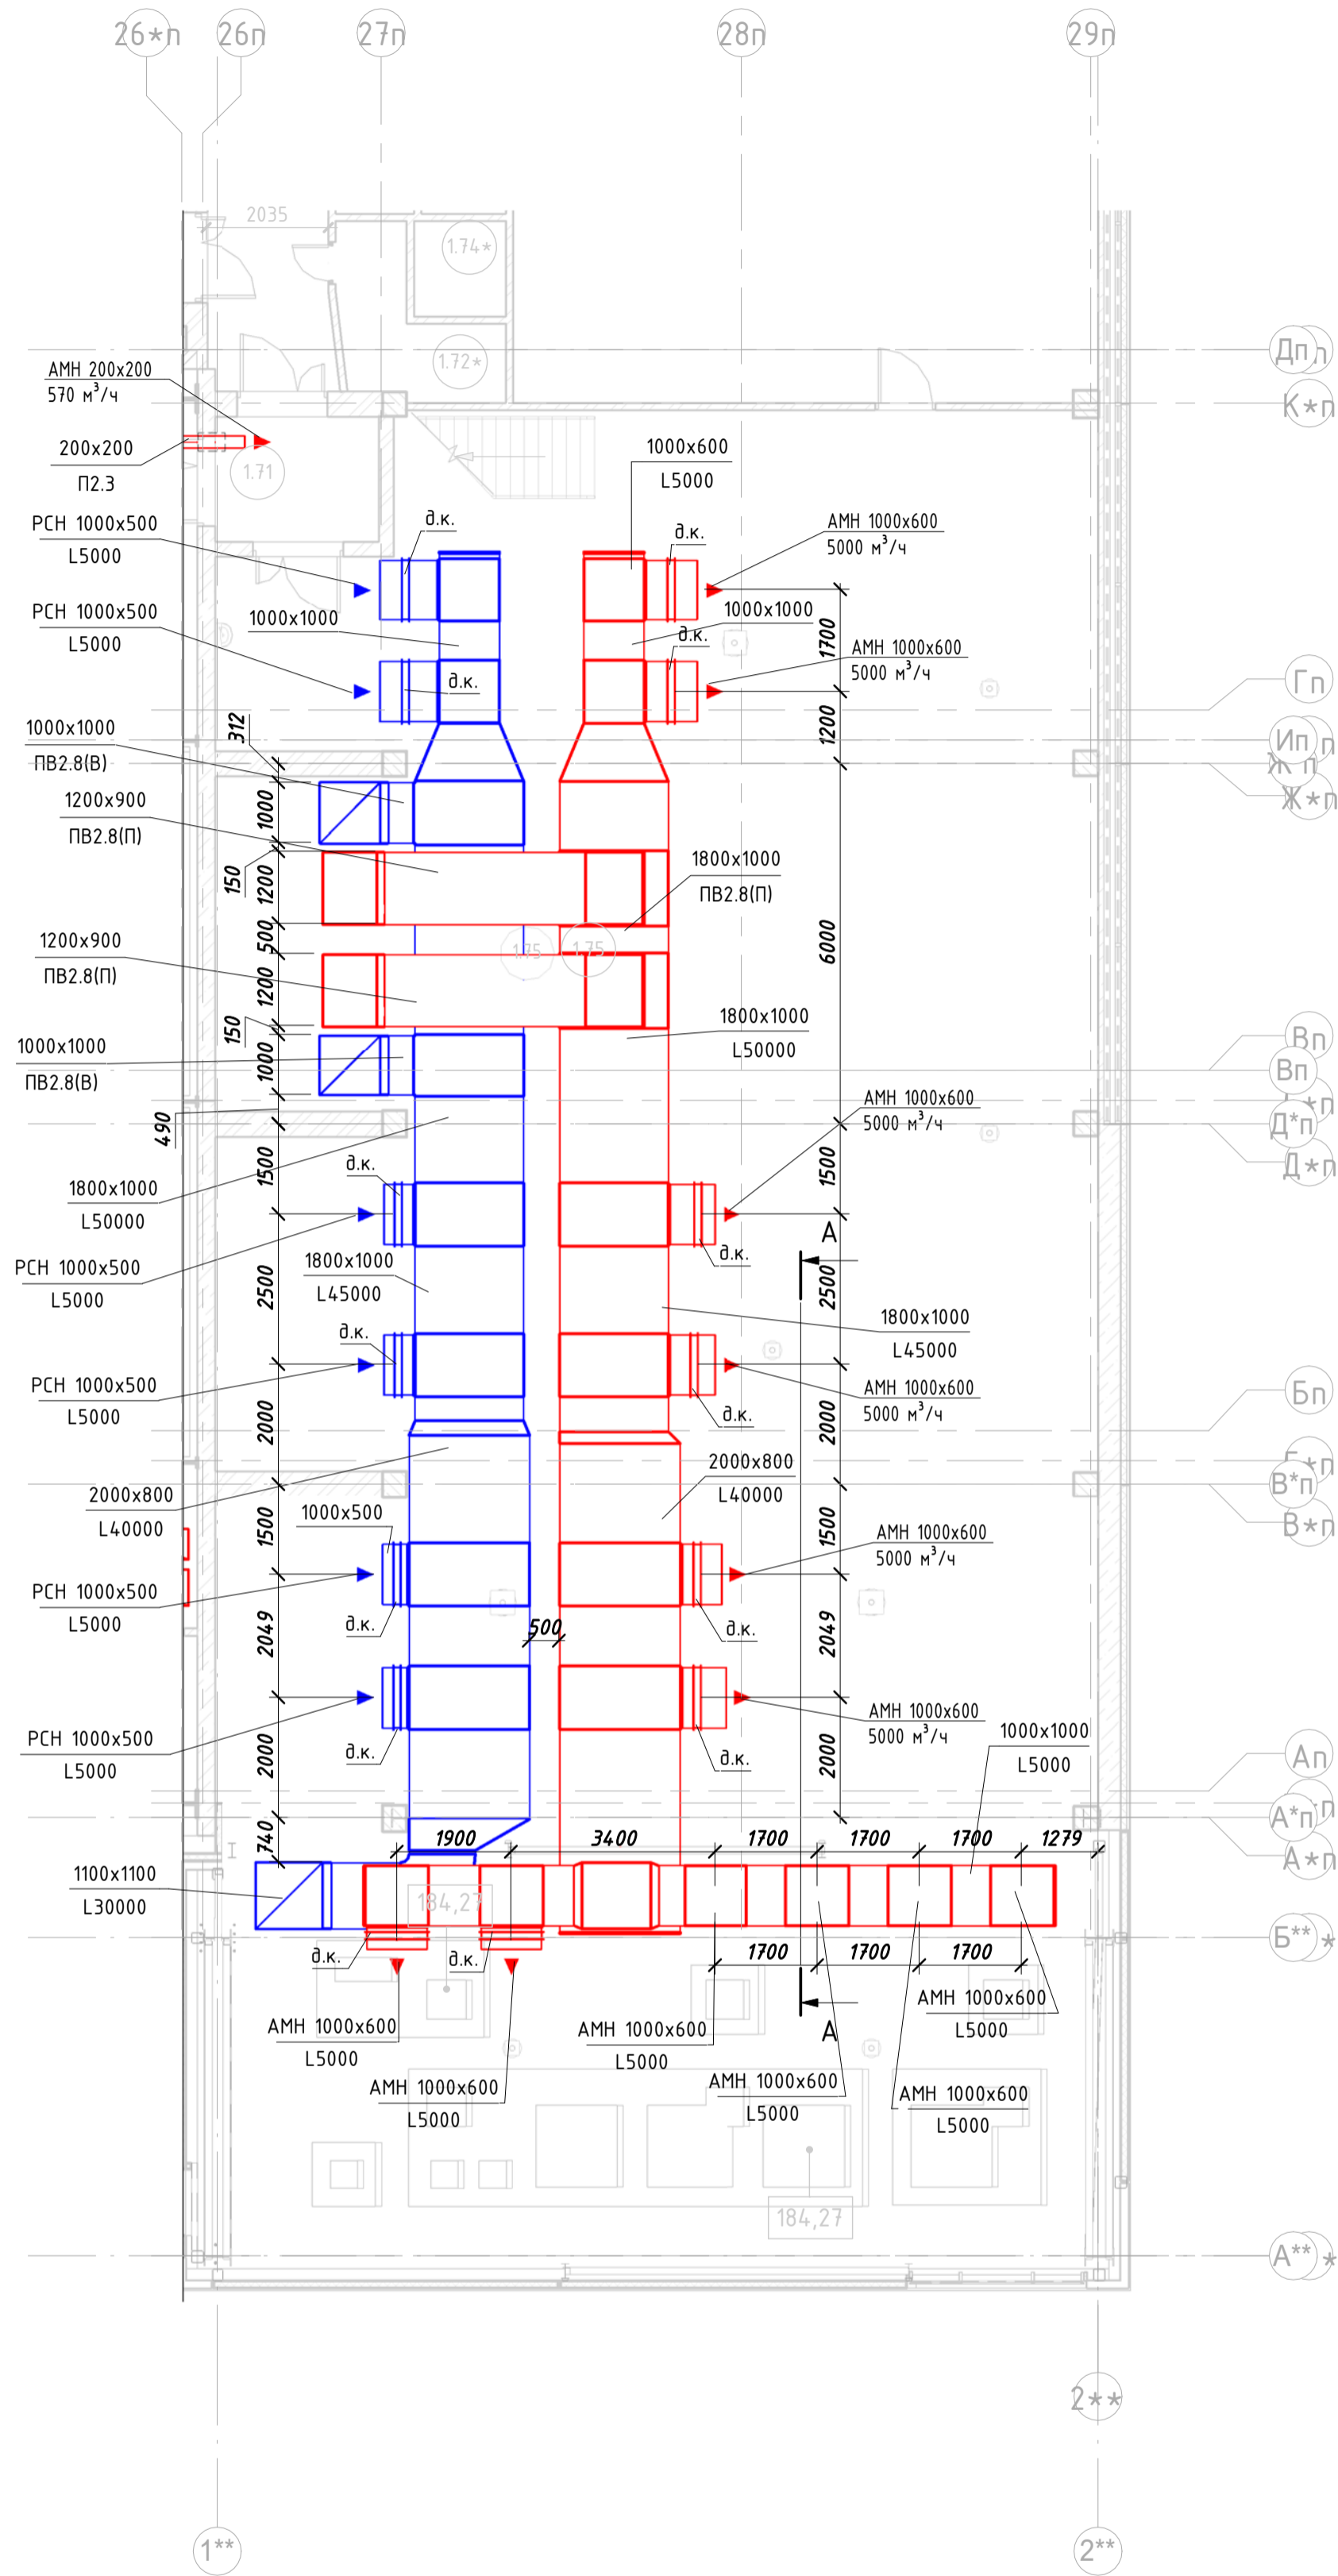 26*п
26п
27п
28п
29п
2035
1.74*
1.72*
Дп
К*п
АМН 200х200
570 м³/ч
200х200
П2.3
1.71
1000х600
L5000
РСН 1000х500
L5000
д.к.
д.к.
АМН 1000х600
5000 м³/ч
РСН 1000х500
L5000
1000х1000
1000х1000
д.к.
д.к.
1700
АМН 1000х600
5000 м³/ч
Гп
312
1200
1000х1000
ПВ2.8(В)
Ип
Ж*п
1200х900
ПВ2.8(П)
1000
150
1200
1800х1000
ПВ2.8(П)
500
1.75
1.75
6000
1200х900
ПВ2.8(П)
1200
150
1800х1000
L50000
1000х1000
ПВ2.8(В)
1000
Вп
Вп
490
АМН 1000х600
5000 м³/ч
Д*п
Д*п
1500
1500
д.к.
1800х1000
L50000
А
д.к.
РСН 1000х500
L5000
2500
1800х1000
L45000
2500
1800х1000
L45000
д.к.
РСН 1000х500
L5000
АМН 1000х600
5000 м³/ч
д.к.
Бп
2000
2000
2000х800
L40000
2000х800
L40000
В*п
В*п
1000х500
1500
1500
АМН 1000х600
5000 м³/ч
РСН 1000х500
L5000
д.к.
д.к.
500
2049
2049
РСН 1000х500
L5000
д.к.
д.к.
АМН 1000х600
5000 м³/ч
1000х1000
L5000
2000
2000
Ап
А*п
А*п
740
1900
3400
1700
1700
1700
1279
1100х1100
L30000
184,27
Б**
д.к.
д.к.
1700
1700
1700
АМН 1000х600
L5000
АМН 1000х600
L5000
АМН 1000х600
L5000
А
АМН 1000х600
L5000
АМН 1000х600
L5000
АМН 1000х600
L5000
184,27
А**
2**
1**
2**